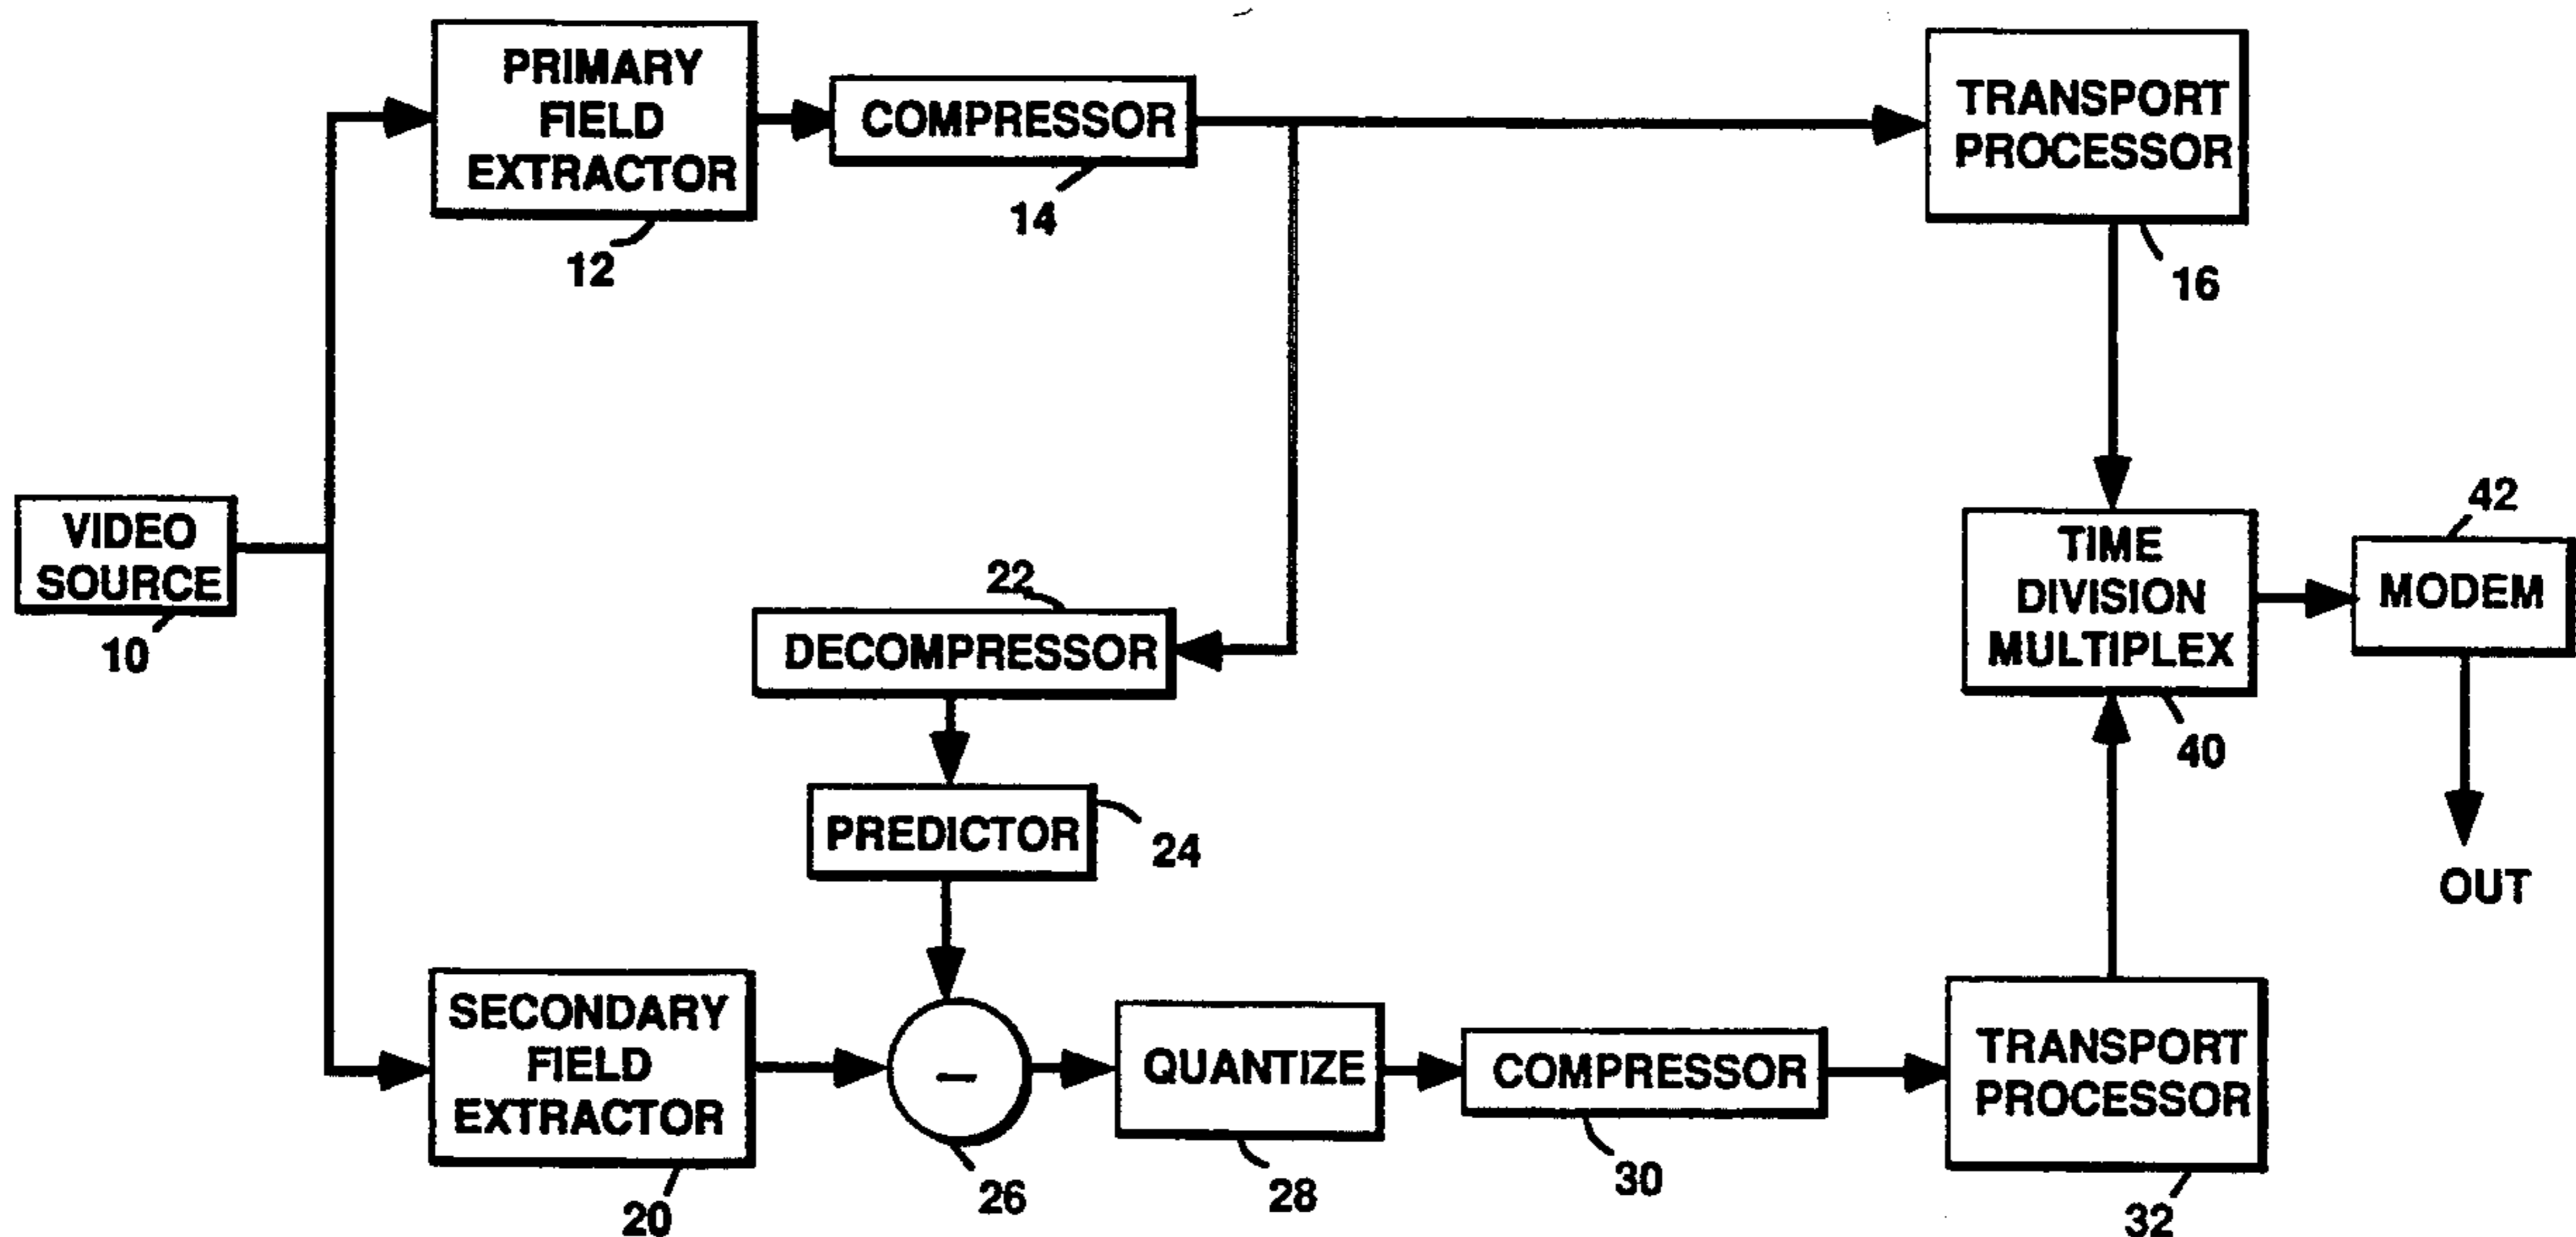 PRIMARY
FIELD
EXTRACTOR
12
COMPRESSOR
14
TRANSPORT
PROCESSOR
16
VIDEO
SOURCE
10
22
DECOMPRESSOR
PREDICTOR
24
TIME
DIVISION
MULTIPLEX
40
42
MODEM
OUT
SECONDARY
FIELD
EXTRACTOR
20
–
26
QUANTIZE
28
COMPRESSOR
30
TRANSPORT
PROCESSOR
32